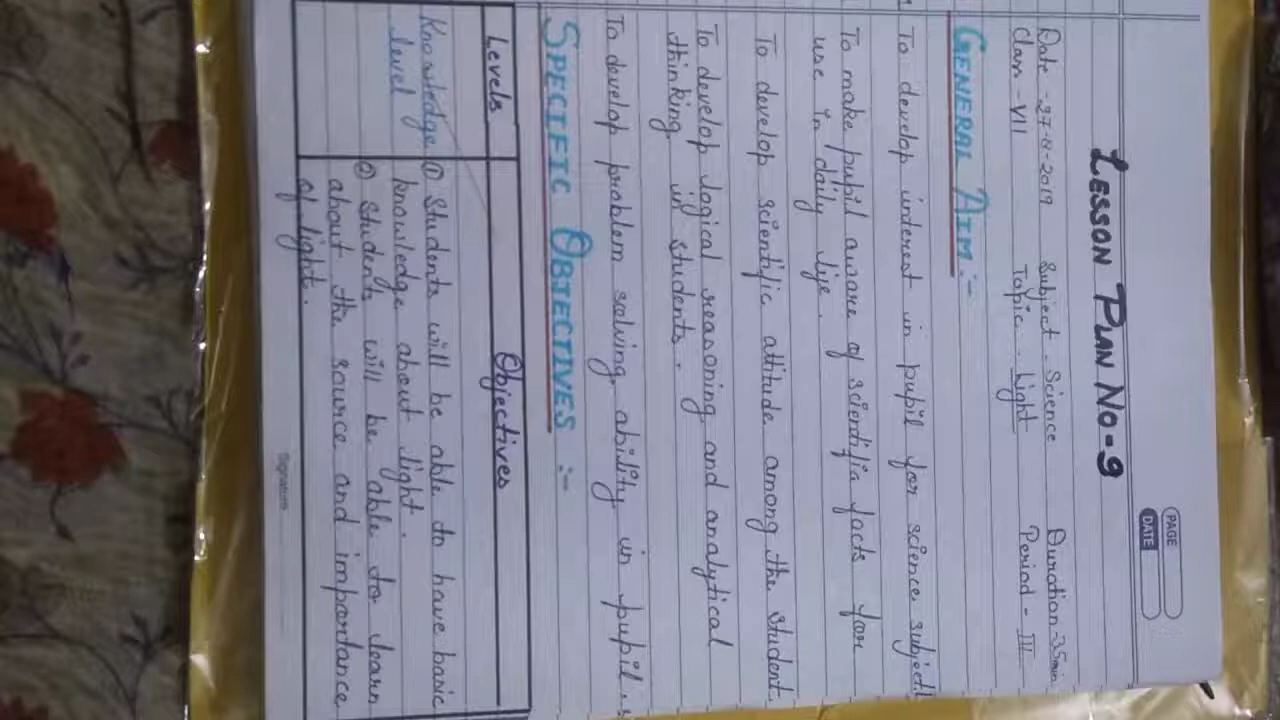 PAGE
DATE
LESSON PLAN NO-9
Date - 27-8-2019 Subject - Science Duration - 35min
Class - VII Topic - Light Period - III
GENERAL AIM :-
To develop interest in pupil for science subject
To make pupil aware of scientific facts for
use in daily life.
To develop scientific attitude among the student
To develop logical reasoning and analytical
thinking in students.
To develop problem solving ability in pupil.
SPECIFIC OBJECTIVES :-
Levels Objectives
Knowledge ① Students will be able to have basic
level knowledge about light.
② Students will be able to learn
about the source and importance
of light.
Signature